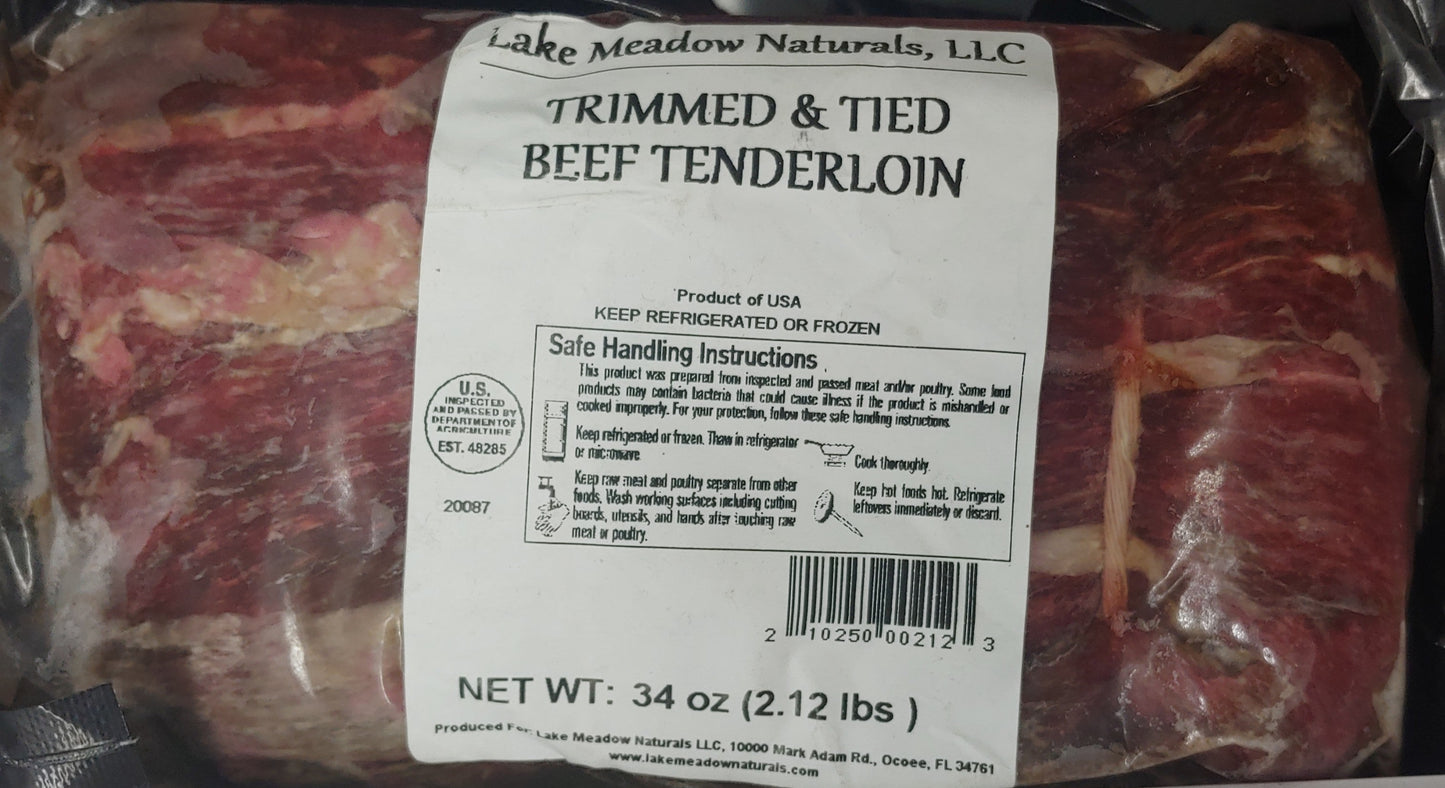 Lake Meadow Naturals, LLC
TRIMMED & TIED
BEEF TENDERLOIN
Product of USA
KEEP REFRIGERATED OR FROZEN
Safe Handling Instructions
This product was prepared from inspected and passed meat and/or poultry. Some food
products may contain bacteria that could cause illness if the product is mishandled or
cooked improperly. For your protection, follow these safe handling instructions.
Keep refrigerated or frozen. Thaw in refrigerator
or microwave
Cook thoroughly.
Keep raw meat and poultry separate from other
foods. Wash working surfaces including cutting
boards, utensils, and hands after touching raw
meat or poultry.
Keep hot foods hot. Refrigerate
leftovers immediately or discard.
U.S.
INSPECTED
AND PASSED BY
DEPARTMENT OF
AGRICULTURE
EST. 48285
20087
2 10250 00212 3
NET WT: 34 oz (2.12 lbs )
Produced For: Lake Meadow Naturals LLC, 10000 Mark Adam Rd., Ocoee, FL 34761
www.lakemeadownaturals.com